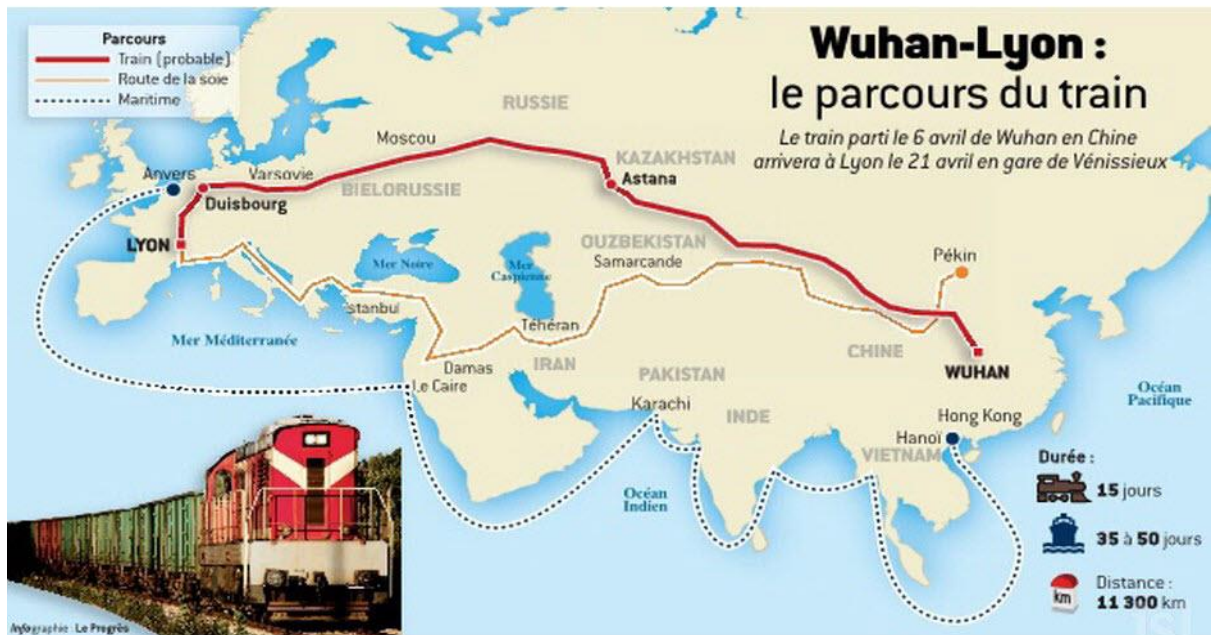 Parcours
Train (probable)
Route de la soie
Maritime
Wuhan-Lyon :
le parcours du train
Le train parti le 6 avril de Wuhan en Chine
arrivera à Lyon le 21 avril en gare de Vénissieux
RUSSIE
Moscou
KAZAKHSTAN
Astana
Anvers
Varsovie
BIELORUSSIE
Duisbourg
LYON
OUZBEKISTAN
Samarcande
Pékin
Mer Noire
Mer
Caspienne
Istanbul
Mer Méditerranée
Téhéran
IRAN
CHINE
Damas
Le Caire
PAKISTAN
WUHAN
Karachi
INDE
Océan
Pacifique
Hong Kong
Hanoï
VIETNAM
Océan
Indien
Durée :
15 jours
35 à 50 jours
km
Distance :
11 300 km
Infographie : Le Progrès